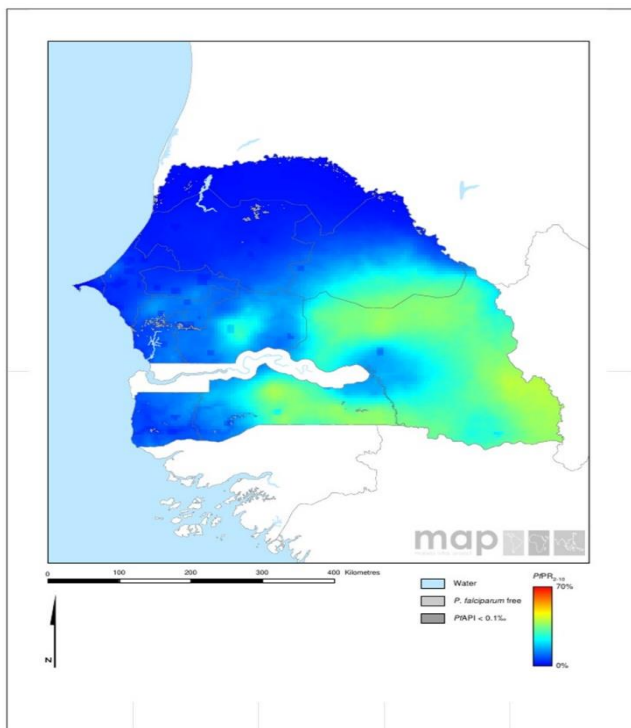 map
0 100 200 300 400 Kilometres
Water
P. falciparum free
PfAPI < 0.1‰
PfPR2-10
70%
0%
N